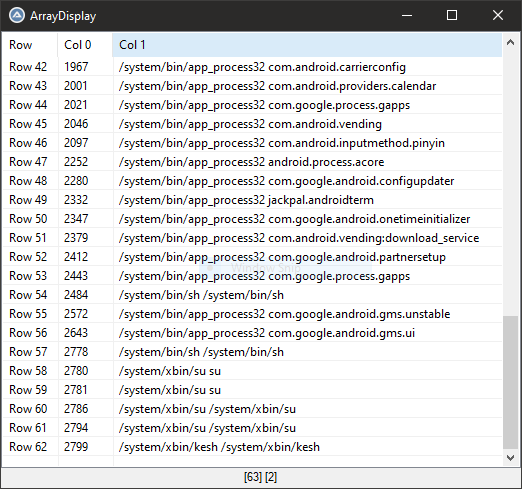 ArrayDisplay
Row Col 0 Col 1
Row 42 1967 /system/bin/app_process32 com.android.carrierconfig
Row 43 2001 /system/bin/app_process32 com.android.providers.calendar
Row 44 2021 /system/bin/app_process32 com.google.process.gapps
Row 45 2046 /system/bin/app_process32 com.android.vending
Row 46 2097 /system/bin/app_process32 com.android.inputmethod.pinyin
Row 47 2252 /system/bin/app_process32 android.process.acore
Row 48 2280 /system/bin/app_process32 com.google.android.configupdater
Row 49 2332 /system/bin/app_process32 jackpal.androidterm
Row 50 2347 /system/bin/app_process32 com.google.android.onetimeinitializer
Row 51 2379 /system/bin/app_process32 com.android.vending:download_service
Row 52 2412 /system/bin/app_process32 com.google.android.partnersetup
Row 53 2443 /system/bin/app_process32 com.google.process.gapps
Row 54 2484 /system/bin/sh /system/bin/sh
Row 55 2572 /system/bin/app_process32 com.google.android.gms.unstable
Row 56 2643 /system/bin/app_process32 com.google.android.gms.ui
Row 57 2778 /system/bin/sh /system/bin/sh
Row 58 2780 /system/xbin/su su
Row 59 2781 /system/xbin/su su
Row 60 2786 /system/xbin/su /system/xbin/su
Row 61 2794 /system/xbin/su /system/xbin/su
Row 62 2799 /system/xbin/kesh /system/xbin/kesh
[63] [2]